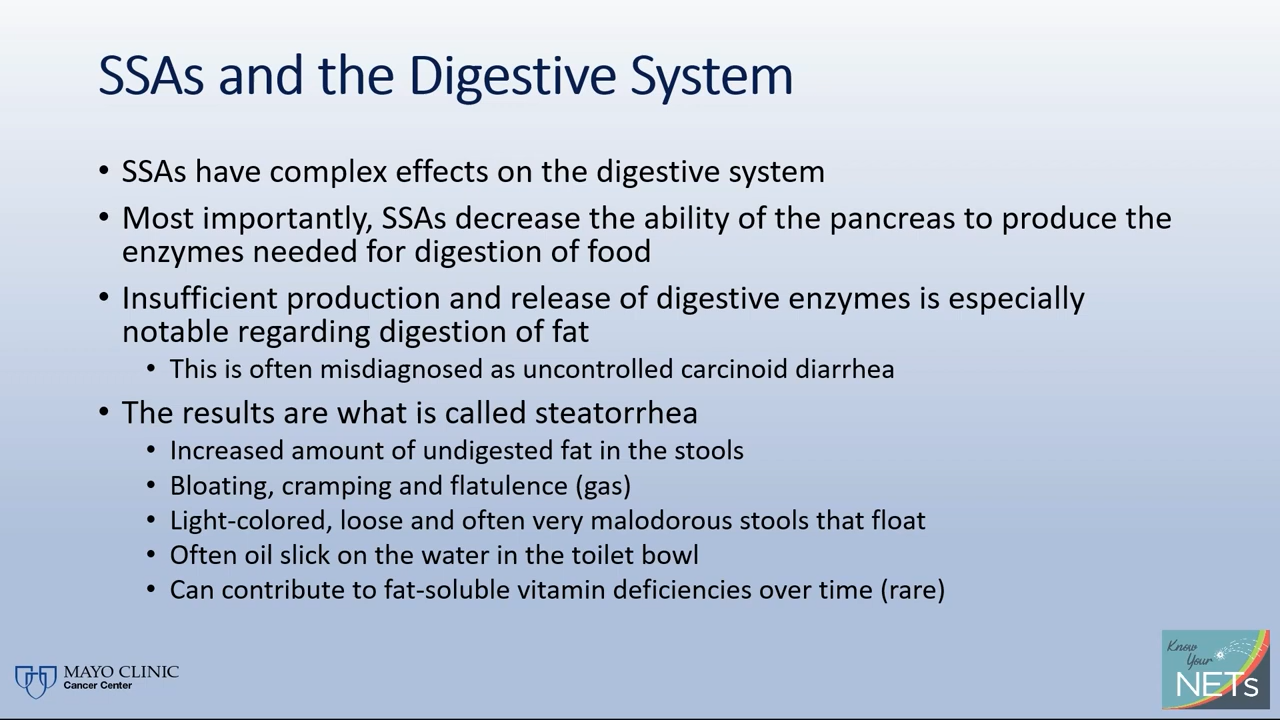 SSAs and the Digestive System
• SSAs have complex effects on the digestive system
• Most importantly, SSAs decrease the ability of the pancreas to produce the
enzymes needed for digestion of food
• Insufficient production and release of digestive enzymes is especially
notable regarding digestion of fat
• This is often misdiagnosed as uncontrolled carcinoid diarrhea
• The results are what is called steatorrhea
• Increased amount of undigested fat in the stools
• Bloating, cramping and flatulence (gas)
• Light-colored, loose and often very malodorous stools that float
• Often oil slick on the water in the toilet bowl
• Can contribute to fat-soluble vitamin deficiencies over time (rare)
MAYO CLINIC
Cancer Center
Know
Your
NETs